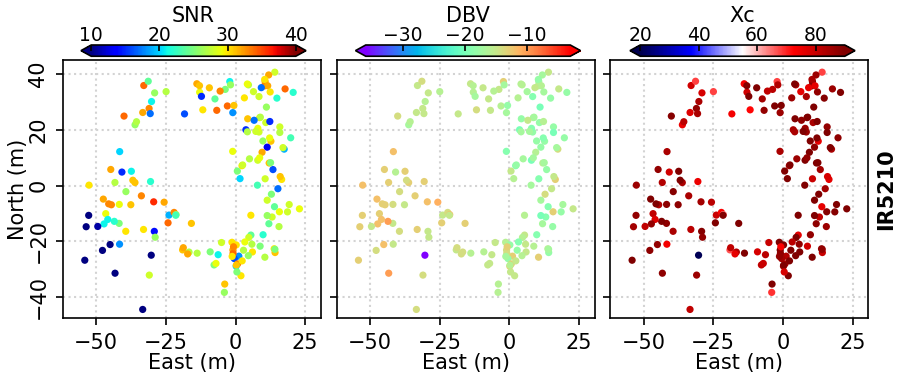 SNR DBV Xc
10 20 30 40 −30 −20 −10 20 40 60 80
40
20
0
−20
−40
North (m)
IR5210
−50 −25 0 25 −50 −25 0 25 −50 −25 0 25
East (m) East (m) East (m)